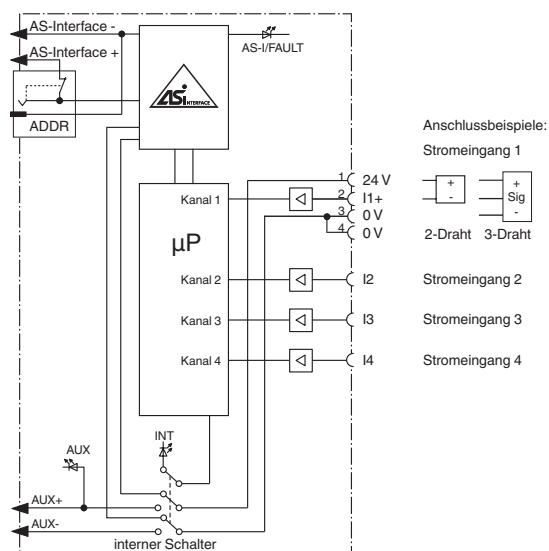 AS-Interface -
AS-Interface +
ADDR
AS-I/FAULT
ASi INTERFACE
Anschlussbeispiele:
Stromeingang 1
+
-
+
Sig
-
2-Draht 3-Draht
1 24 V
2 I1+
3 0 V
4 0 V
Kanal 1
µP
Kanal 2
I2
Stromeingang 2
Kanal 3
I3
Stromeingang 3
Kanal 4
I4
Stromeingang 4
INT
AUX
AUX+
AUX-
interner Schalter